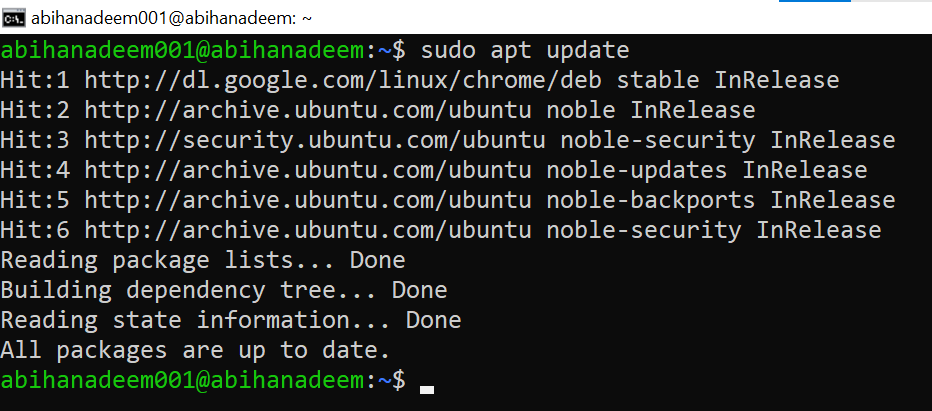 abihanadeem001@abihanadeem: ~
abihanadeem001@abihanadeem:~$ sudo apt update
Hit:1 http://dl.google.com/linux/chrome/deb stable InRelease
Hit:2 http://archive.ubuntu.com/ubuntu noble InRelease
Hit:3 http://security.ubuntu.com/ubuntu noble-security InRelease
Hit:4 http://archive.ubuntu.com/ubuntu noble-updates InRelease
Hit:5 http://archive.ubuntu.com/ubuntu noble-backports InRelease
Hit:6 http://archive.ubuntu.com/ubuntu noble-security InRelease
Reading package lists... Done
Building dependency tree... Done
Reading state information... Done
All packages are up to date.
abihanadeem001@abihanadeem:~$